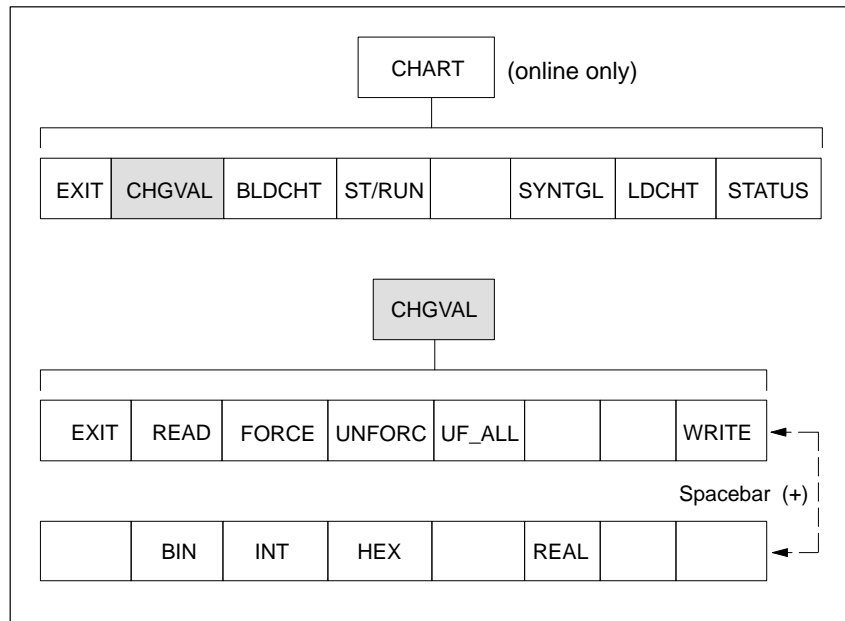 CHART (online only)
EXIT CHGVAL BLDCHT ST/RUN SYNTGL LDCHT STATUS
CHGVAL
EXIT READ FORCE UNFORC UF_ALL WRITE
Spacebar (+)
BIN INT HEX REAL